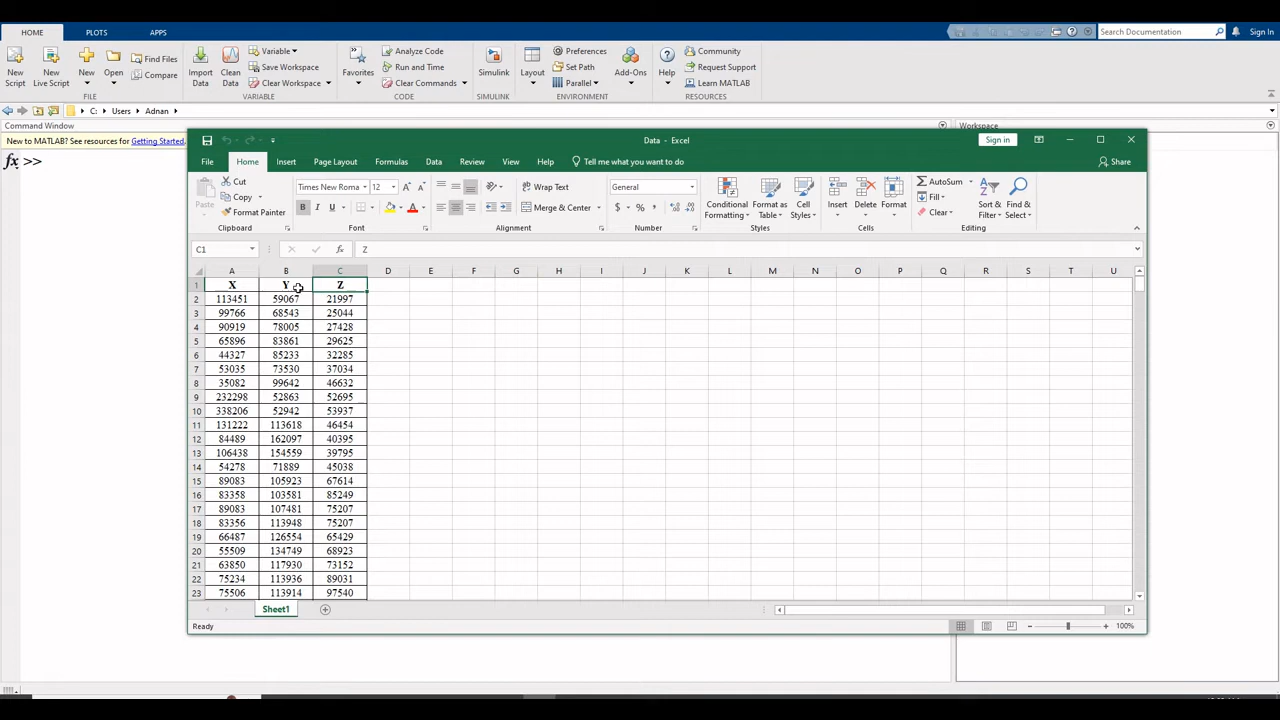 HOME PLOTS APPS Search Documentation Sign In
New Script New Live Script New Open Find Files Compare Import Data Clean Data Variable Save Workspace Clear Workspace Favorites Analyze Code Run and Time Clear Commands Simulink Layout Preferences Set Path Parallel Add-Ons Help Community Request Support Learn MATLAB
FILE VARIABLE CODE SIMULINK ENVIRONMENT RESOURCES
C: Users Adnan
Command Window Workspace
New to MATLAB? See resources for Getting Started.
fx >>
Data - Excel Sign in
File Home Insert Page Layout Formulas Data Review View Help Tell me what you want to do Share
Paste Cut Copy Format Painter Times New Roma 12 B I U Wrap Text Merge & Center General $ % , Conditional Formatting Format as Table Cell Styles Insert Delete Format AutoSum Fill Clear Sort & Filter Find & Select
Clipboard Font Alignment Number Styles Cells Editing
C1 fx Z
A B C D E F G H I J K L M N O P Q R S T U
1 X Y Z
2 113451 59067 21997
3 99766 68543 25044
4 90919 78005 27428
5 65896 83861 29625
6 44327 85233 32285
7 53035 73530 37034
8 35082 99642 46632
9 232298 52863 52695
10 338206 52942 53937
11 131222 113618 46454
12 84489 162097 40395
13 106438 154559 39795
14 54278 71889 45038
15 89083 105923 67614
16 83358 103581 85249
17 89083 107481 75207
18 83356 113948 75207
19 66487 126554 65429
20 55509 134749 68923
21 63850 117930 73152
22 75234 113936 89031
23 75506 113914 97540
Sheet1
Ready 100%